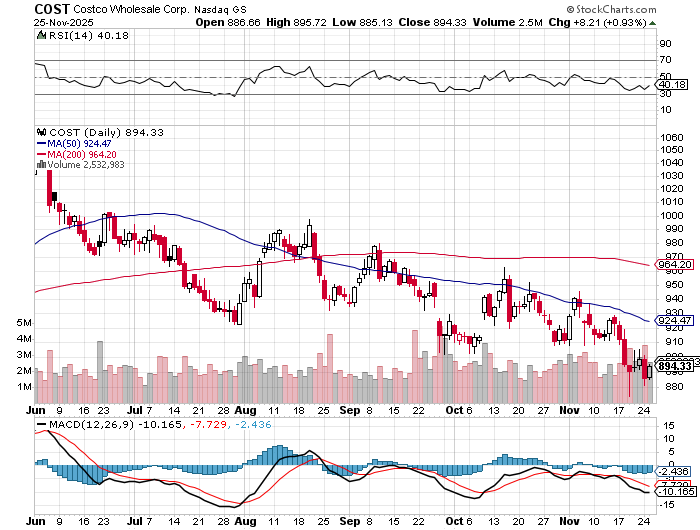 COST Costco Wholesale Corp. Nasdaq GS © StockCharts.com
25-Nov-2025 Open 886.66 High 895.72 Low 885.13 Close 894.33 Volume 2.5M Chg +8.21 (+0.93%)
RSI(14) 40.18
90
70
50
40.18
30
10
COST (Daily) 894.33
MA(50) 924.47
MA(200) 964.20
Volume 2,532,983
1060
1050
1040
1030
1020
1010
1000
990
980
970
964.20
960
950
940
930
924.47
920
910
900
894.33
880
5M
4M
3M
2M
1M
Jun 9 16 23 Jul 7 14 21 28 Aug 11 18 25 Sep 8 15 22 Oct 6 13 20 27 Nov 10 17 24
MACD(12,26,9) -10.165, -7.729, -2.436
15
10
5
0
-2.436
-7.729
-10.165
-15
Jun 9 16 23 Jul 7 14 21 28 Aug 11 18 25 Sep 8 15 22 Oct 6 13 20 27 Nov 10 17 24